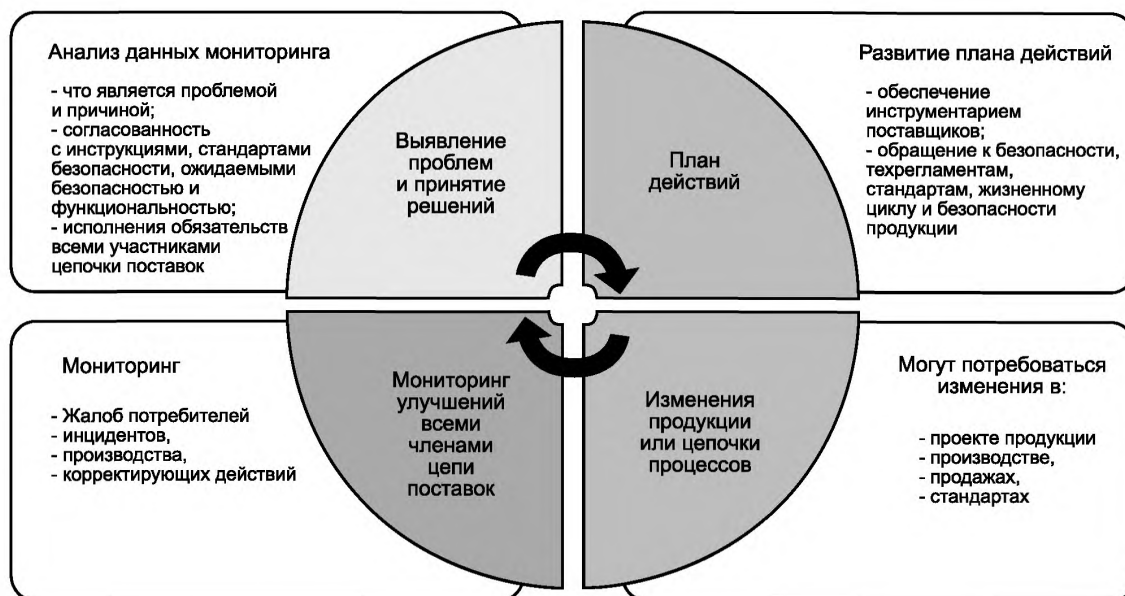 Анализ данных мониторинга
- что является проблемой
и причиной;
- согласованность
с инструкциями, стандартами
безопасности, ожидаемыми
безопасностью и
функциональностью;
- исполнения обязательств
всеми участниками
цепочки поставок
Выявление
проблем
и принятие
решений
План
действий
Развитие плана действий
- обеспечение
инструментарием
поставщиков;
- обращение к безопасности,
техрегламентам,
стандартам, жизненному
циклу и безопасности
продукции
Мониторинг
- Жалоб потребителей
- инцидентов,
- производства,
- корректирующих действий
Мониторинг
улучшений
всеми
членами
цепи
поставок
Изменения
продукции
или цепочки
процессов
Могут потребоваться
изменения в:
- проекте продукции
- производстве,
- продажах,
- стандартах